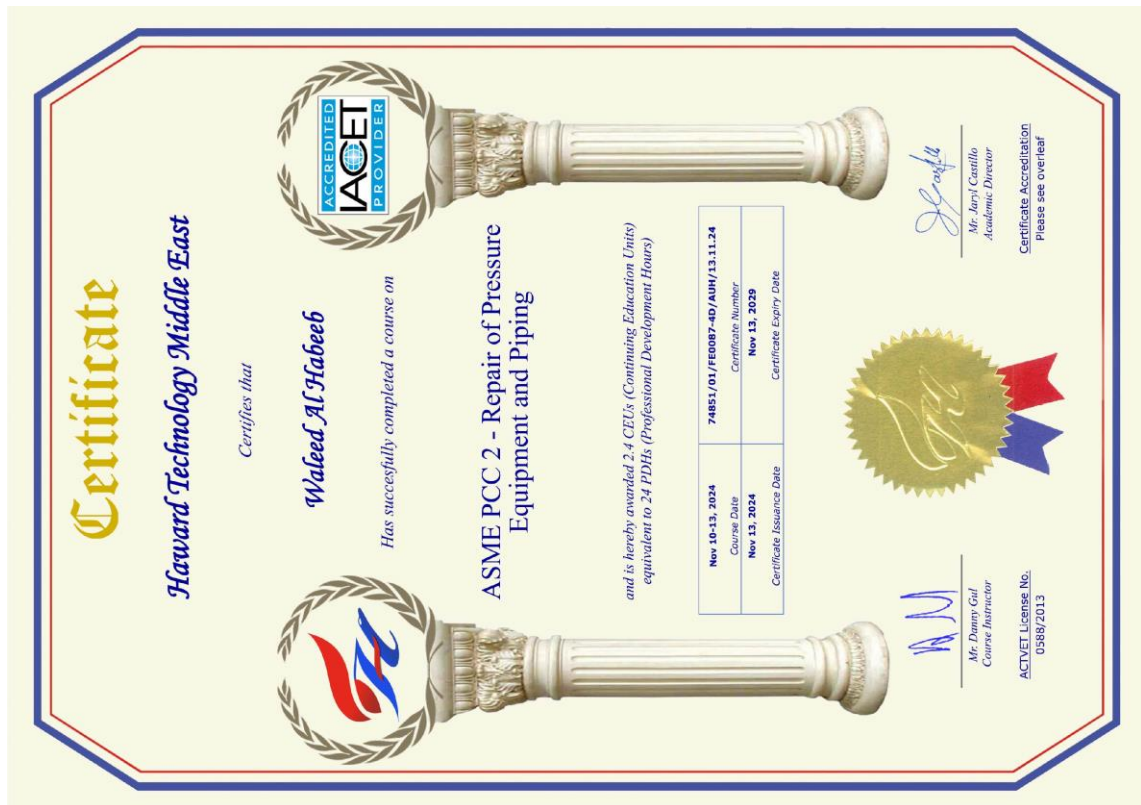 Certificate
Haward Technology Middle East
Certifies that
Waleed Al Habeeb
Has succesfully completed a course on
ASME PCC 2 - Repair of Pressure
Equipment and Piping
and is hereby awarded 2.4 CEUs (Continuing Education Units)
equivalent to 24 PDHs (Professional Development Hours)
Nov 10-13, 2024
Course Date
74851/01/FE0087-4D/AUH/13.11.24
Certificate Number
Nov 13, 2024
Certificate Issuance Date
Nov 13, 2029
Certificate Expiry Date
Mr. Danny Gul
Course Instructor
ACTVET License No.
0588/2013
Mr. Jaryl Castillo
Academic Director
Certificate Accreditation
Please see overleaf
ACCREDITED
IACET
PROVIDER